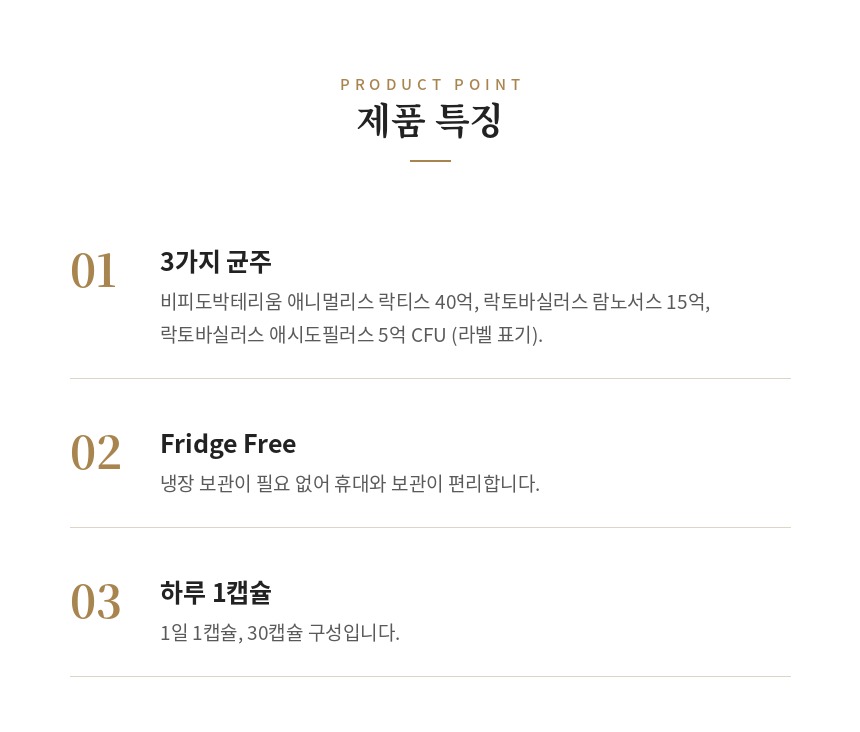 PRODUCT POINT
제품 특징
01
3가지 균주
비피도박테리움 애니멀리스 락티스 40억, 락토바실러스 람노서스 15억,
락토바실러스 애시도필러스 5억 CFU (라벨 표기).
02
Fridge Free
냉장 보관이 필요 없어 휴대와 보관이 편리합니다.
03
하루 1캡슐
1일 1캡슐, 30캡슐 구성입니다.